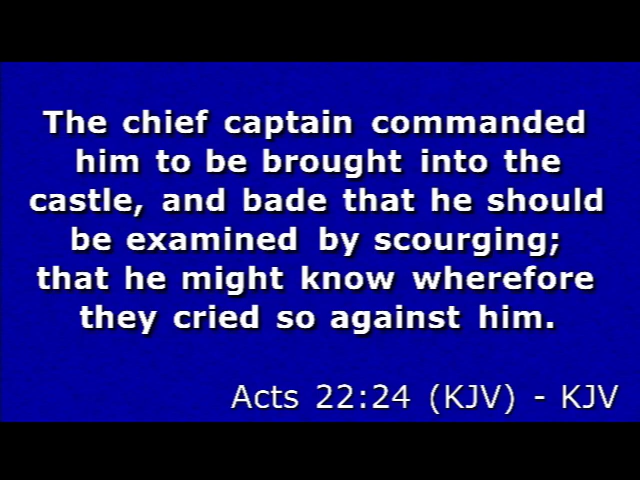 The chief captain commanded
him to be brought into the
castle, and bade that he should
be examined by scourging;
that he might know wherefore
they cried so against him.
Acts 22:24 (KJV) - KJV